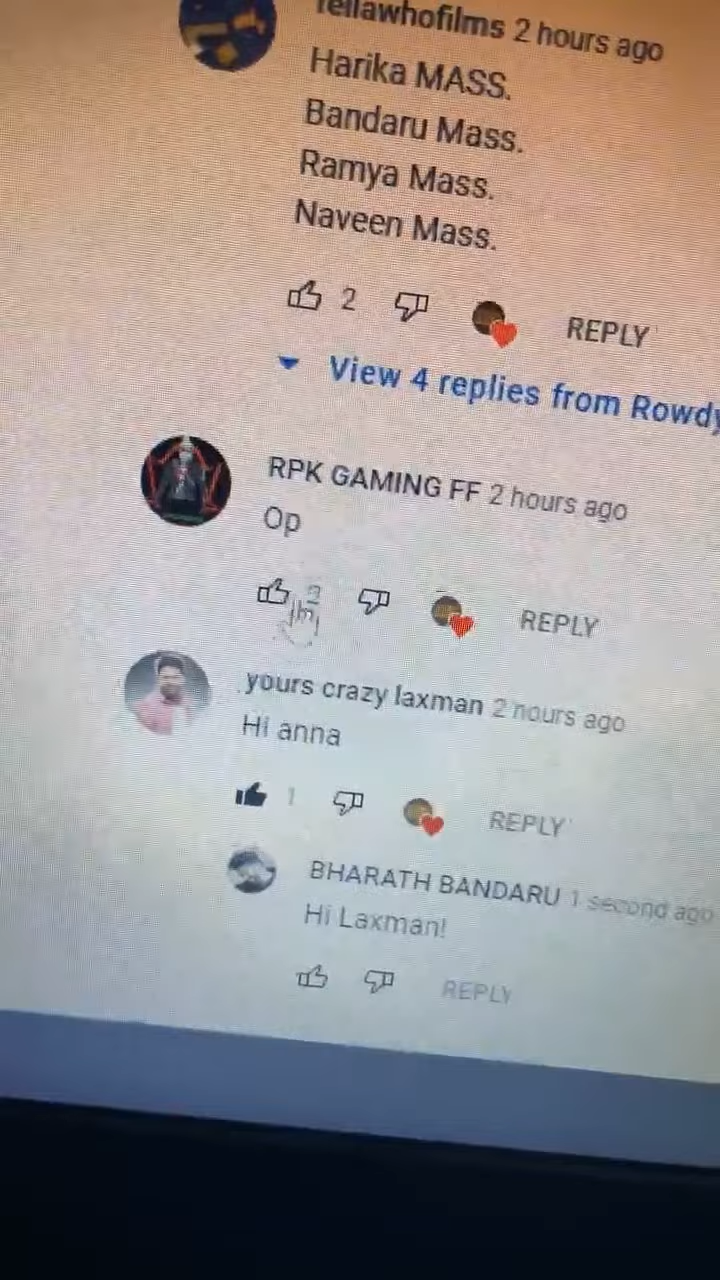 fellawhofilms 2 hours ago
Harika MASS.
Bandaru Mass.
Ramya Mass.
Naveen Mass.
2 REPLY
View 4 replies from Rowdy
RPK GAMING FF 2 hours ago
Op
REPLY
yours crazy laxman 2 hours ago
Hi anna
1 REPLY
BHARATH BANDARU 1 second ago
Hi Laxman!
REPLY